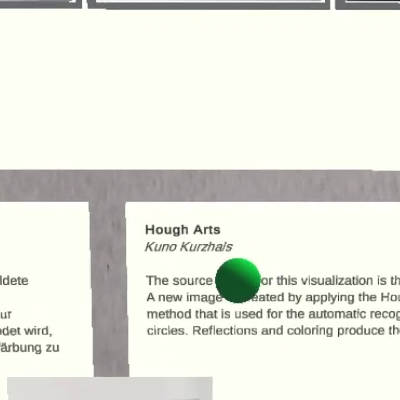 ldete
ur
det wird,
ärbung zu
Hough Arts
Kuno Kurzhals
The source or this visualization is th
A new image eated by applying the Hou
method that is used for the automatic recog
circles. Reflections and coloring produce th